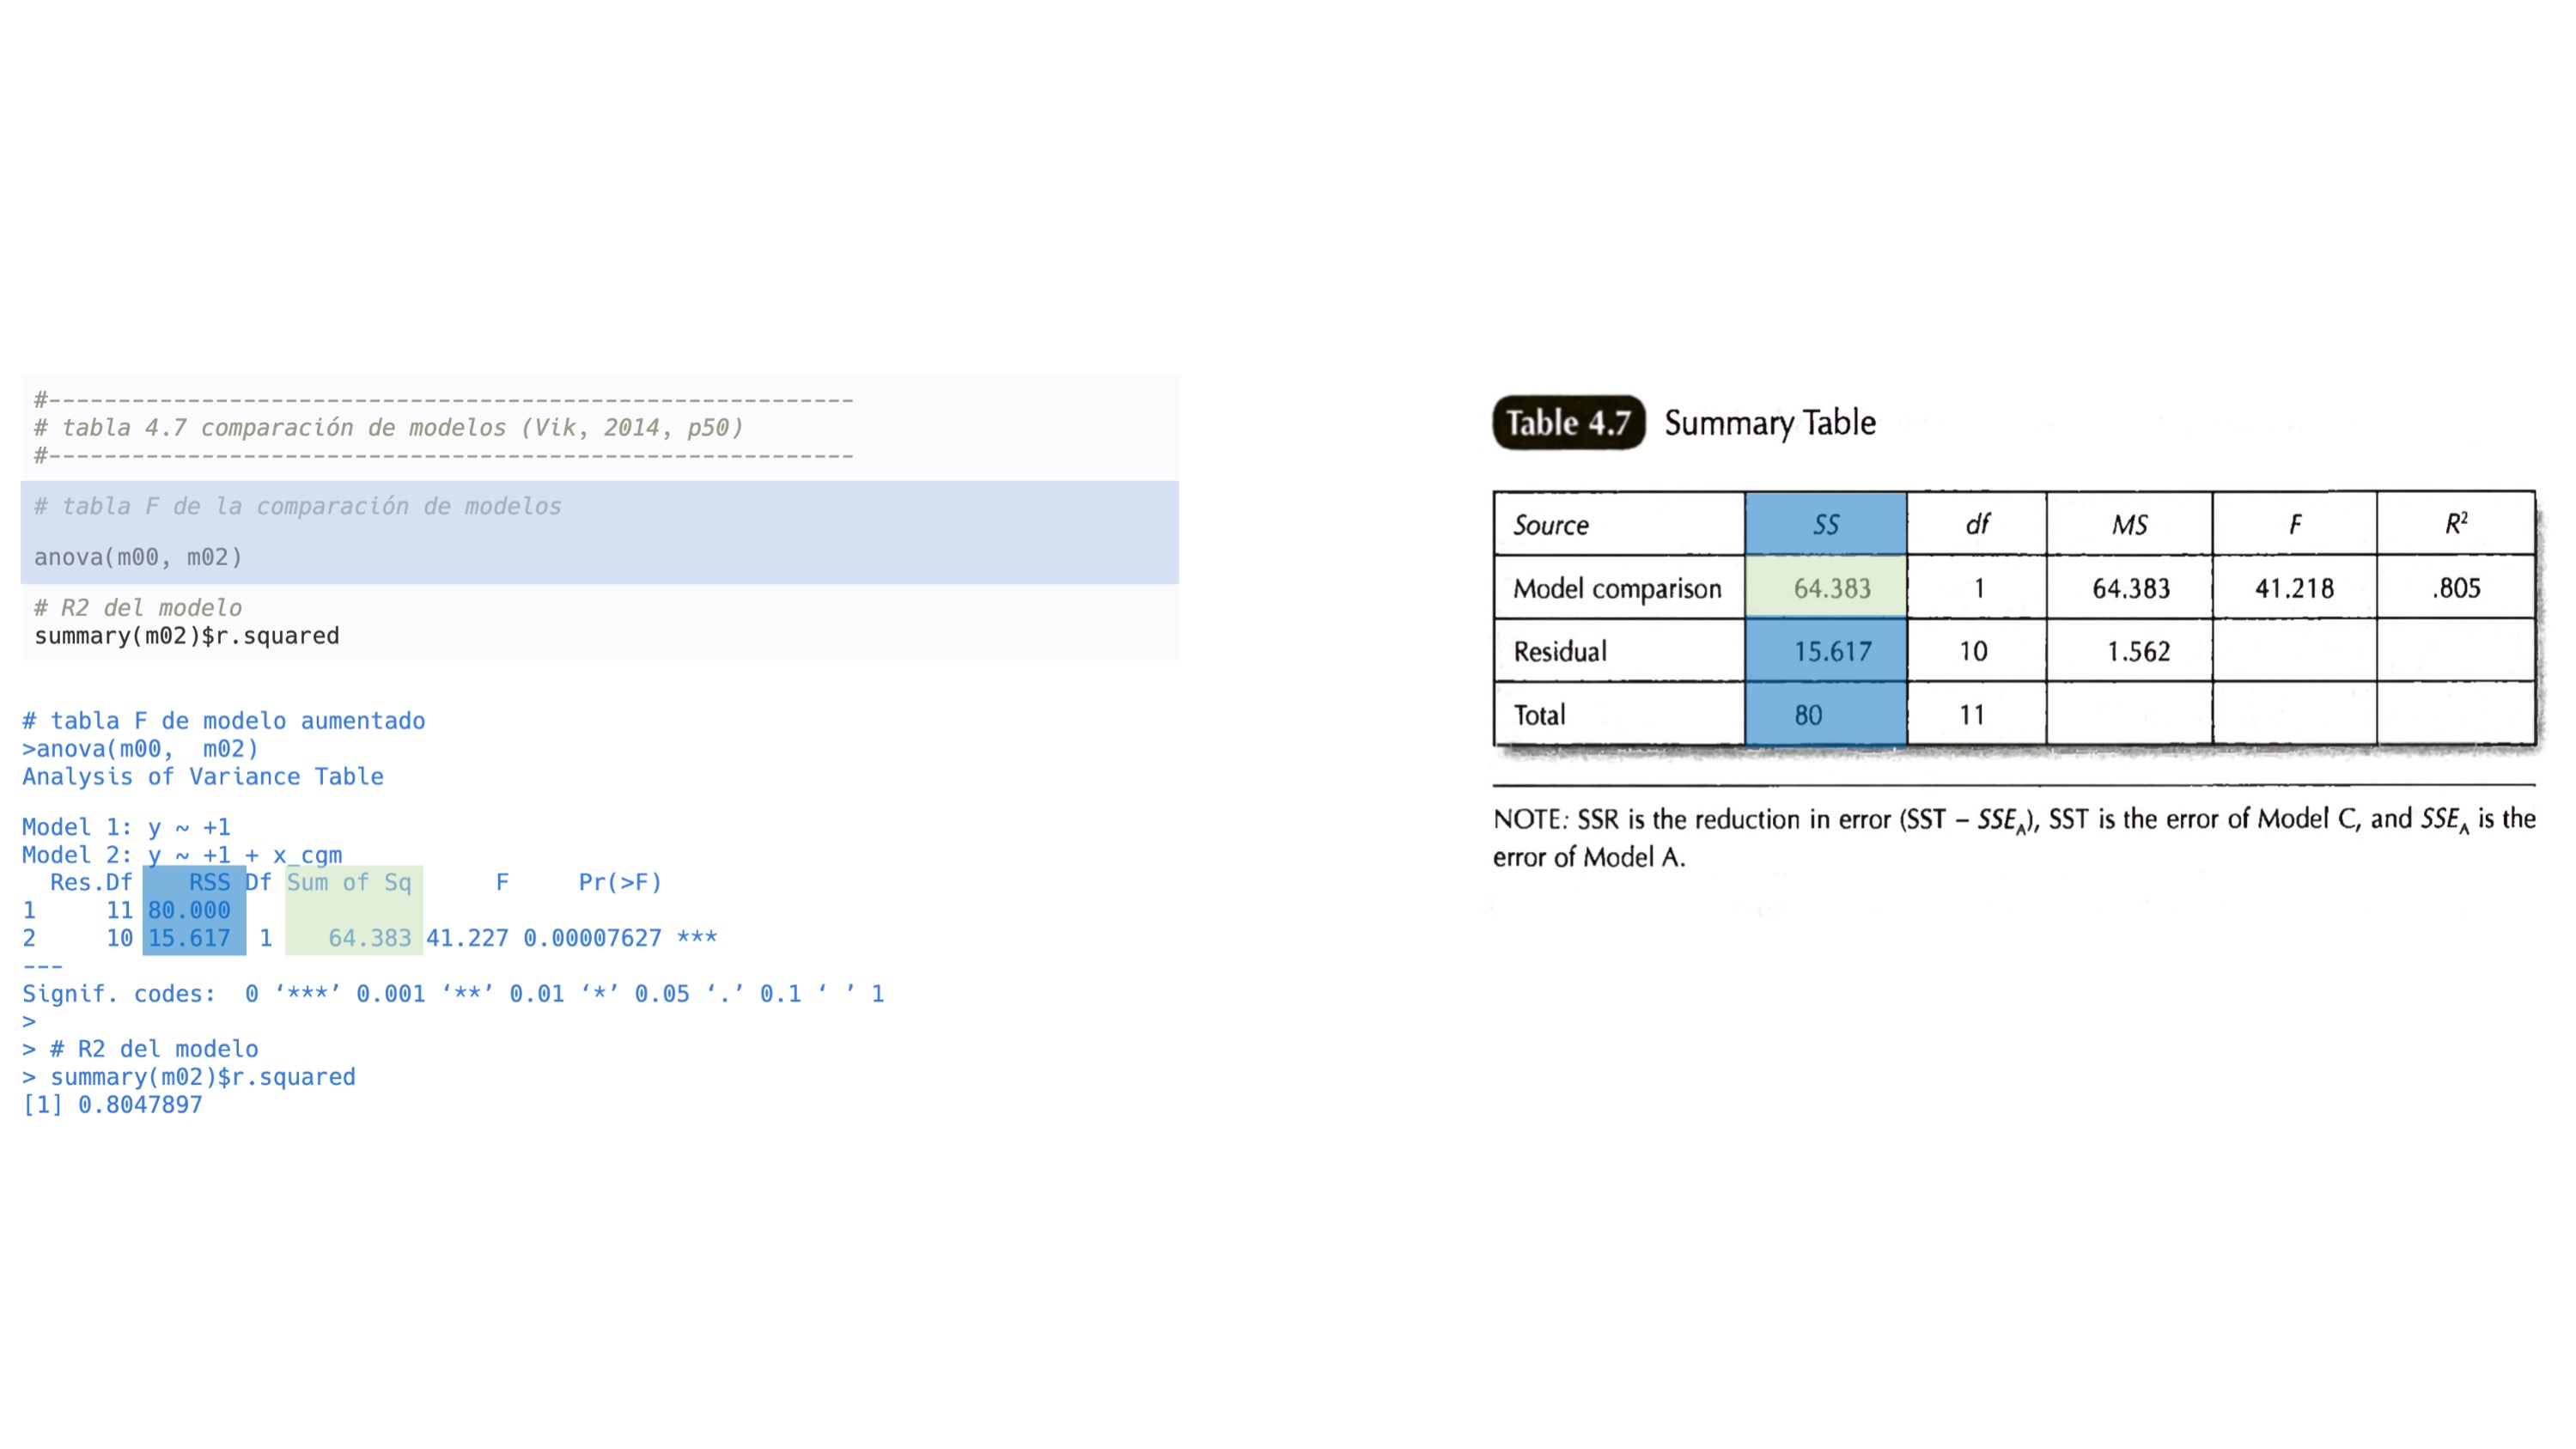 #----------------------------------------------------------
# tabla 4.7 comparación de modelos (Vik, 2014, p50)
#----------------------------------------------------------
# tabla F de la comparación de modelos
anova(m00, m02)
# R2 del modelo
summary(m02)$r.squared
# tabla F de modelo aumentado
>anova(m00,  m02)
Analysis of Variance Table
Model 1: y ~ +1
Model 2: y ~ +1 + x_cgm
  Res.Df    RSS Df Sum of Sq      F     Pr(>F)
1     11 80.000
2     10 15.617  1    64.383 41.227 0.00007627 ***
---
Signif. codes:  0 ‘***’ 0.001 ‘**’ 0.01 ‘*’ 0.05 ‘.’ 0.1 ‘ ’ 1
>
> # R2 del modelo
> summary(m02)$r.squared
[1] 0.8047897
Table 4.7 Summary Table
Source SS df MS F R²
Model comparison 64.383 1 64.383 41.218 .805
Residual 15.617 10 1.562
Total 80 11
NOTE: SSR is the reduction in error (SST – SSE_A), SST is the error of Model C, and SSE_A is the
error of Model A.